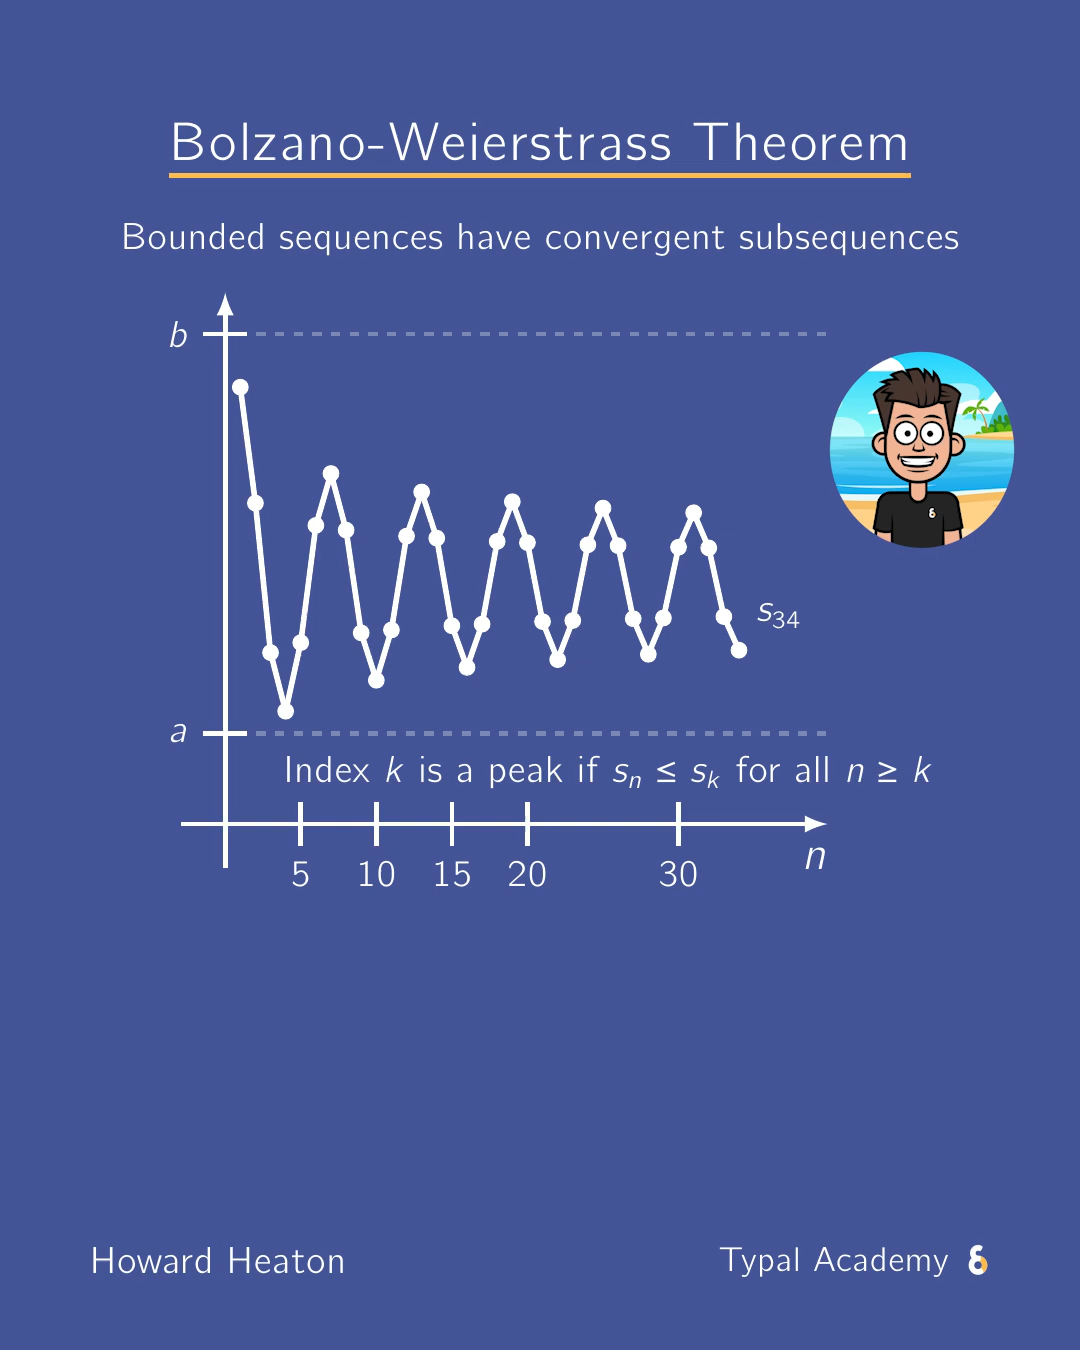 Bolzano-Weierstrass Theorem
Bounded sequences have convergent subsequences
b
s₃₄
a
Index k is a peak if sₙ ≤ sₖ for all n ≥ k
5 10 15 20 30
n
Howard Heaton
Typal Academy